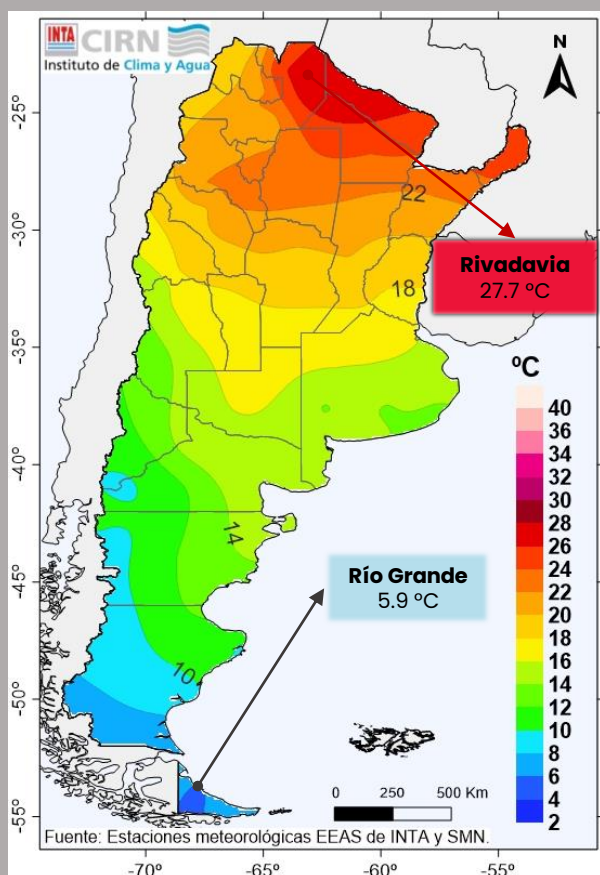 INTA CIRN
Instituto de Clima y Agua
N
-25°
-30°
-35°
-40°
-45°
-50°
-55°
22
18
14
10
Rivadavia
27.7 ºC
Río Grande
5.9 ºC
ºC
40
36
34
32
30
28
26
24
22
20
18
16
14
12
10
8
6
4
2
0 250 500 Km
Fuente: Estaciones meteorológicas EEAS de INTA y SMN.
-70° -65° -60° -55°